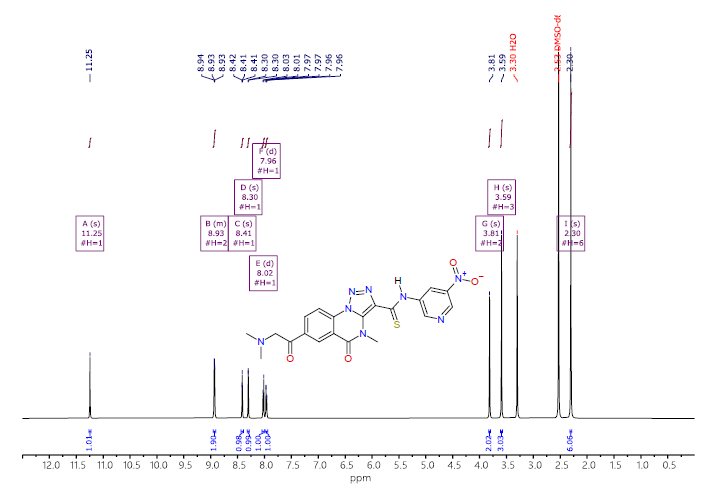 11.25
8.94
8.93
8.93
8.42
8.41
8.41
8.30
8.30
8.03
8.01
7.97
7.97
7.96
7.96
3.81
3.59
3.30 H2O
2.53 DMSO-d6
2.30
F (d)
7.96
#H=1
D (s)
8.30
#H=1
H (s)
3.59
#H=3
A (s)
11.25
#H=1
B (m)
8.93
#H=2
C (s)
8.41
#H=1
G (s)
3.81
#H=2
I (s)
2.30
#H=6
E (d)
8.02
#H=1
O
H
N
N
N
N+
O-
N
S
N
N
O
O
N
1.01
1.90
0.98
0.99
1.00
1.00
2.02
3.03
6.06
12.0 11.5 11.0 10.5 10.0 9.5 9.0 8.5 8.0 7.5 7.0 6.5 6.0 5.5 5.0 4.5 4.0 3.5 3.0 2.5 2.0 1.5 1.0 0.5
ppm